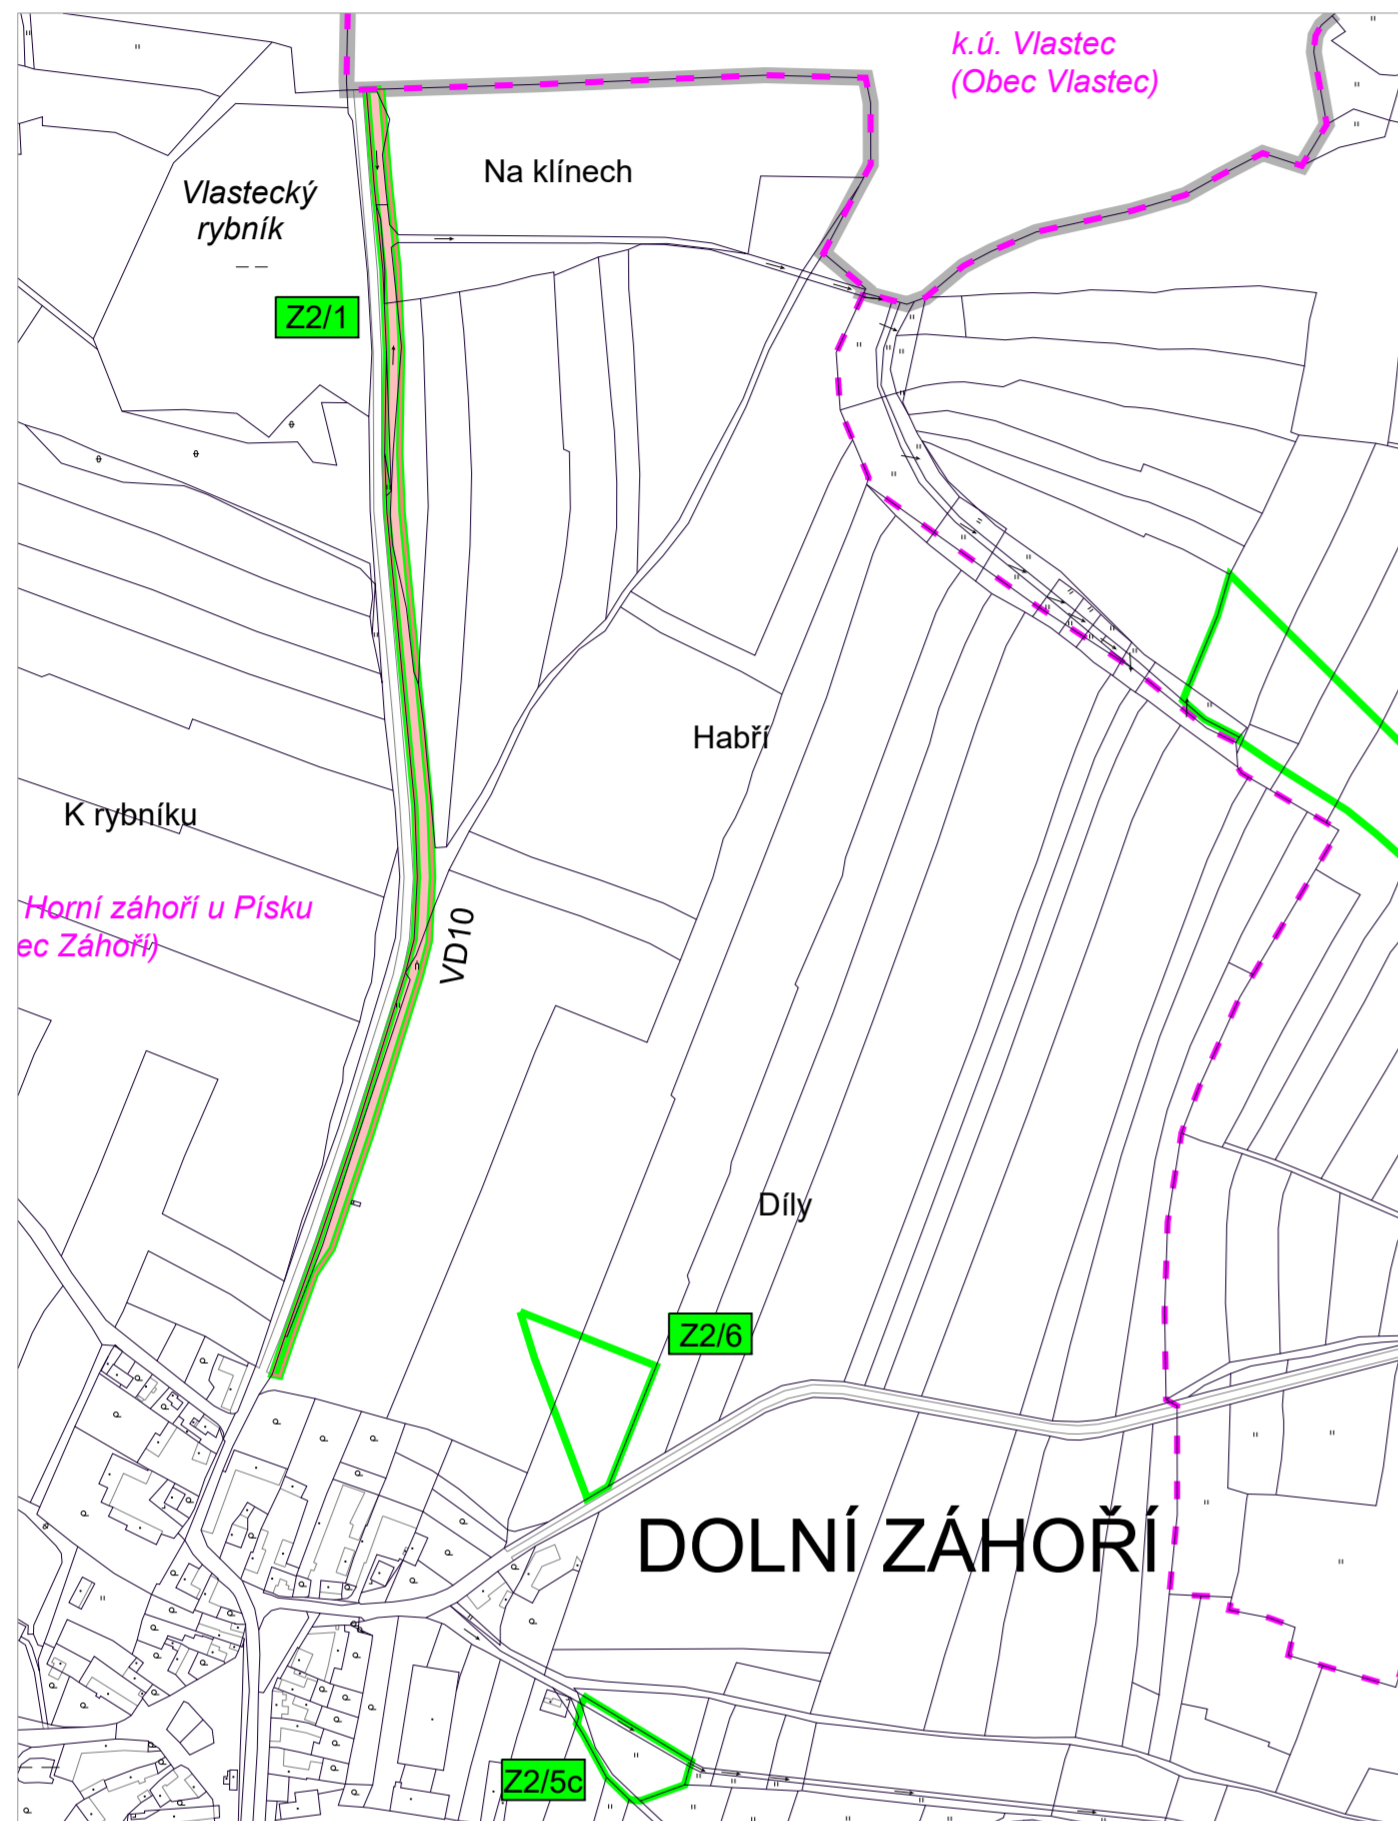 k.ú. Vlastec
(Obec Vlastec)
Na klínech
Vlastecký
rybník
Z2/1
Habří
K rybníku
Horní záhoří u Písku
ec Záhoří)
VD10
Díly
Z2/6
DOLNÍ ZÁHOŘÍ
Z2/5c